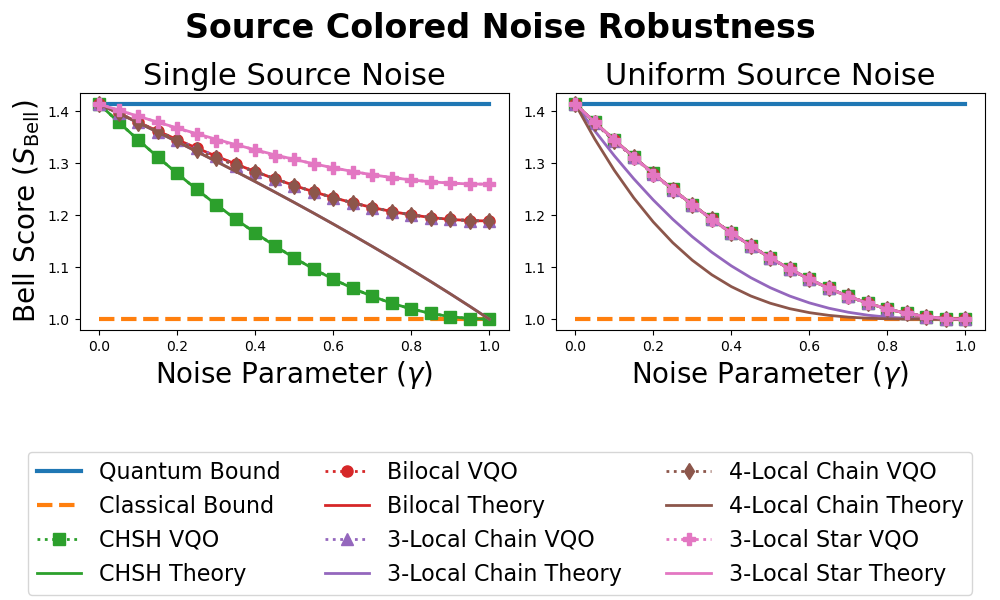 Source Colored Noise Robustness
Single Source Noise
Uniform Source Noise
Bell Score (S_Bell)
1.4
1.3
1.2
1.1
1.0
0.0 0.2 0.4 0.6 0.8 1.0
Noise Parameter (γ)
1.4
1.3
1.2
1.1
1.0
0.0 0.2 0.4 0.6 0.8 1.0
Noise Parameter (γ)
Quantum Bound
Classical Bound
CHSH VQO
CHSH Theory
Bilocal VQO
Bilocal Theory
3-Local Chain VQO
3-Local Chain Theory
4-Local Chain VQO
4-Local Chain Theory
3-Local Star VQO
3-Local Star Theory